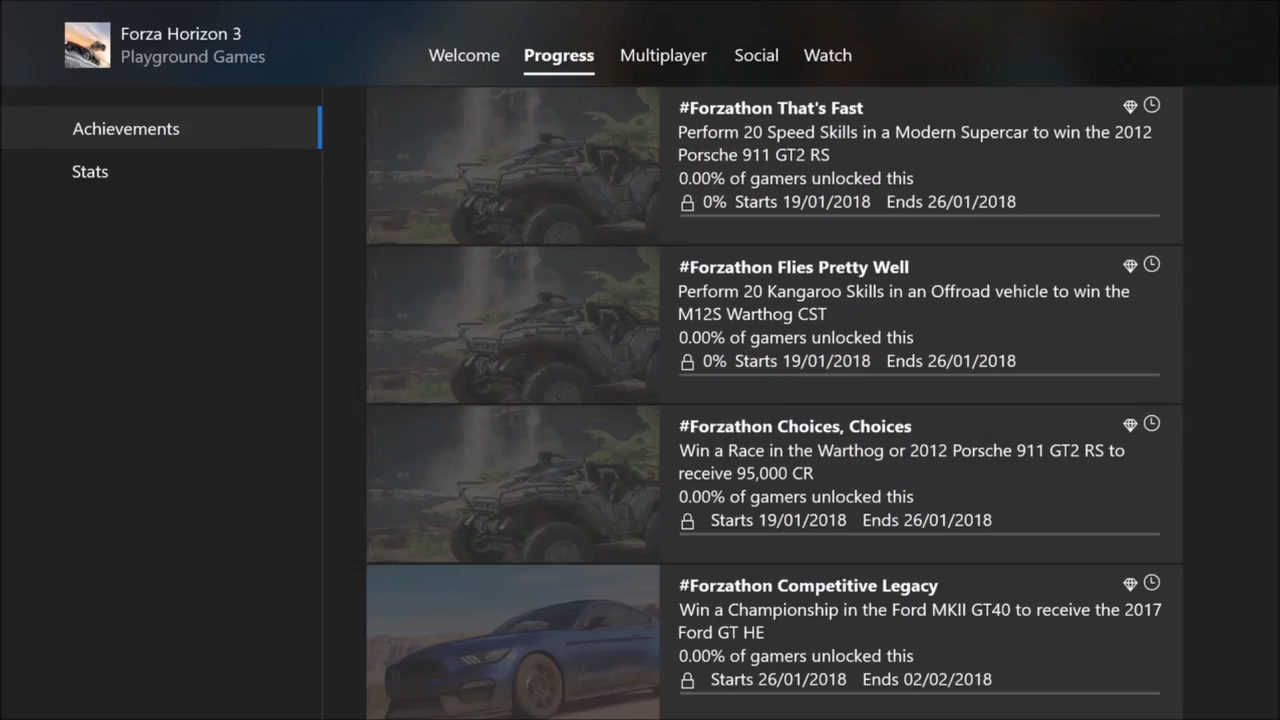 Forza Horizon 3
Playground Games
Welcome Progress Multiplayer Social Watch
Achievements
Stats
#Forzathon That's Fast
Perform 20 Speed Skills in a Modern Supercar to win the 2012
Porsche 911 GT2 RS
0.00% of gamers unlocked this
0% Starts 19/01/2018 Ends 26/01/2018
#Forzathon Flies Pretty Well
Perform 20 Kangaroo Skills in an Offroad vehicle to win the
M12S Warthog CST
0.00% of gamers unlocked this
0% Starts 19/01/2018 Ends 26/01/2018
#Forzathon Choices, Choices
Win a Race in the Warthog or 2012 Porsche 911 GT2 RS to
receive 95,000 CR
0.00% of gamers unlocked this
Starts 19/01/2018 Ends 26/01/2018
#Forzathon Competitive Legacy
Win a Championship in the Ford MKII GT40 to receive the 2017
Ford GT HE
0.00% of gamers unlocked this
Starts 26/01/2018 Ends 02/02/2018